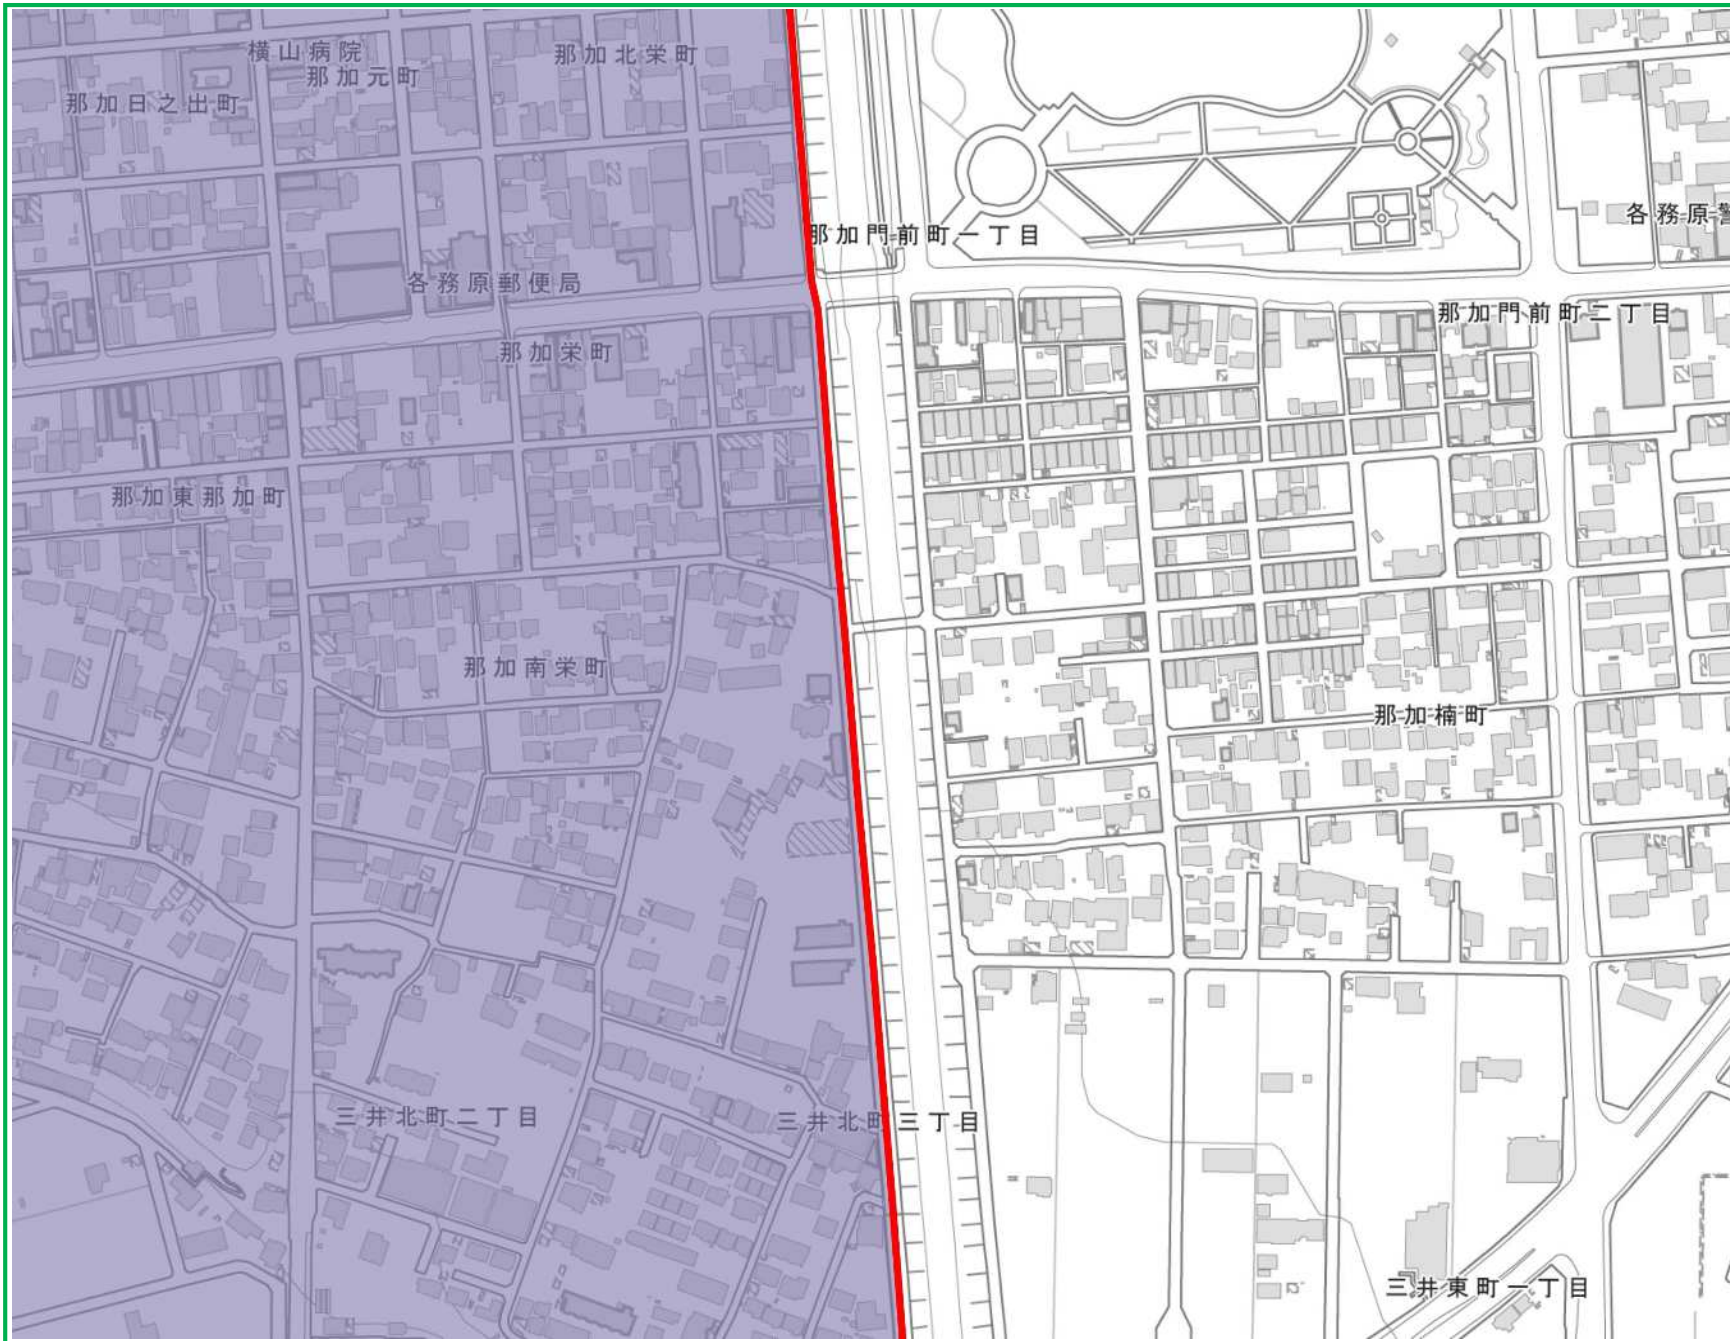 横山病院
那加北栄町
那加元町
那加日之出町
各務原警
那加門前町一丁目
各務原郵便局
那加門前町二丁目
那加栄町
那加東那加町
那加南栄町
那加楠町
三井北町二丁目
三井北町三丁目
三井東町一丁目